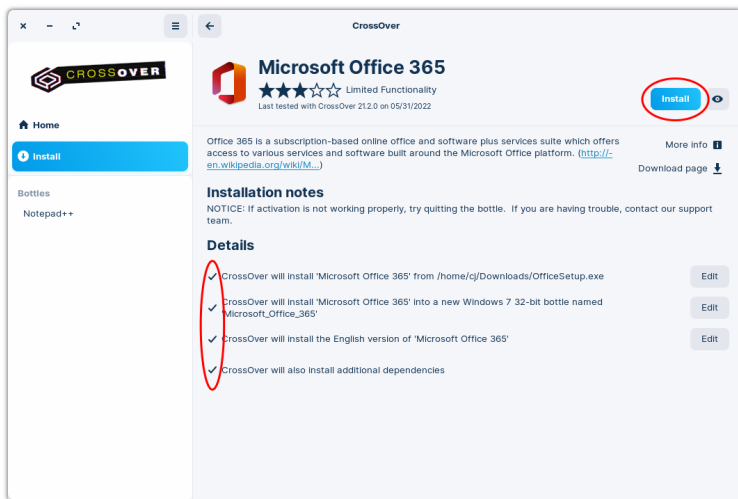 CrossOver
CROSSOVER
Microsoft Office 365
Limited Functionality
Last tested with CrossOver 21.2.0 on 05/31/2022
Install
Home
Install
Bottles
Notepad++
Office 365 is a subscription-based online office and software plus services suite which offers
access to various services and software built around the Microsoft Office platform. (http://-
en.wikipedia.org/wiki/M...)
More info
Download page
Installation notes
NOTICE: If activation is not working properly, try quitting the bottle. If you are having trouble, contact our support
team.
Details
CrossOver will install 'Microsoft Office 365' from /home/cj/Downloads/OfficeSetup.exe
Edit
CrossOver will install 'Microsoft Office 365' into a new Windows 7 32-bit bottle named
'Microsoft_Office_365'
Edit
CrossOver will install the English version of 'Microsoft Office 365'
Edit
CrossOver will also install additional dependencies